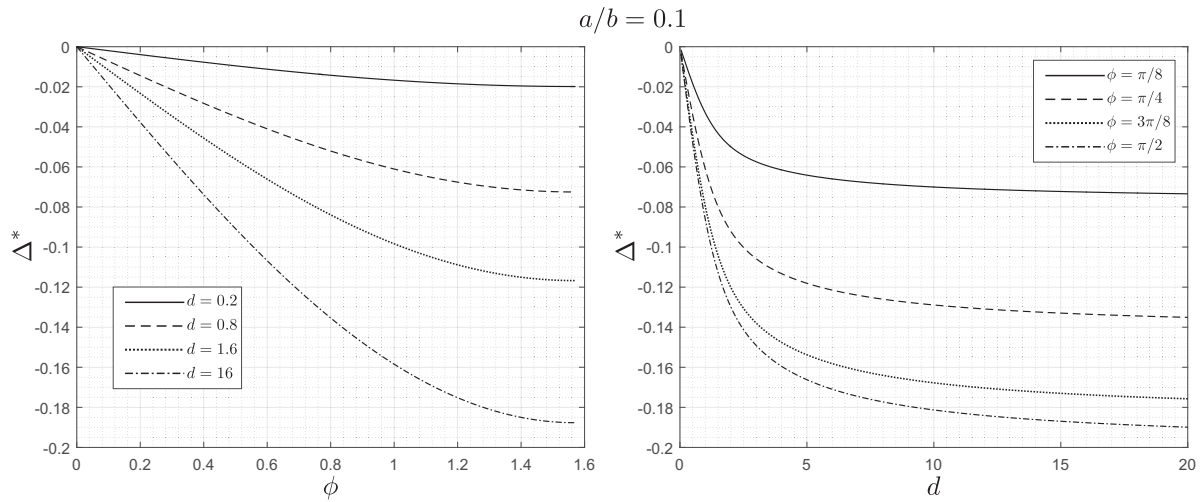 a/b = 0.1
0
-0.02
-0.04
-0.06
-0.08
-0.1
-0.12
-0.14
-0.16
-0.18
-0.2
Δ*
d = 0.2
d = 0.8
d = 1.6
d = 16
0 0.2 0.4 0.6 0.8 1 1.2 1.4 1.6
ϕ
0
-0.02
-0.04
-0.06
-0.08
-0.1
-0.12
-0.14
-0.16
-0.18
-0.2
Δ*
ϕ = π/8
ϕ = π/4
ϕ = 3π/8
ϕ = π/2
0 5 10 15 20
d